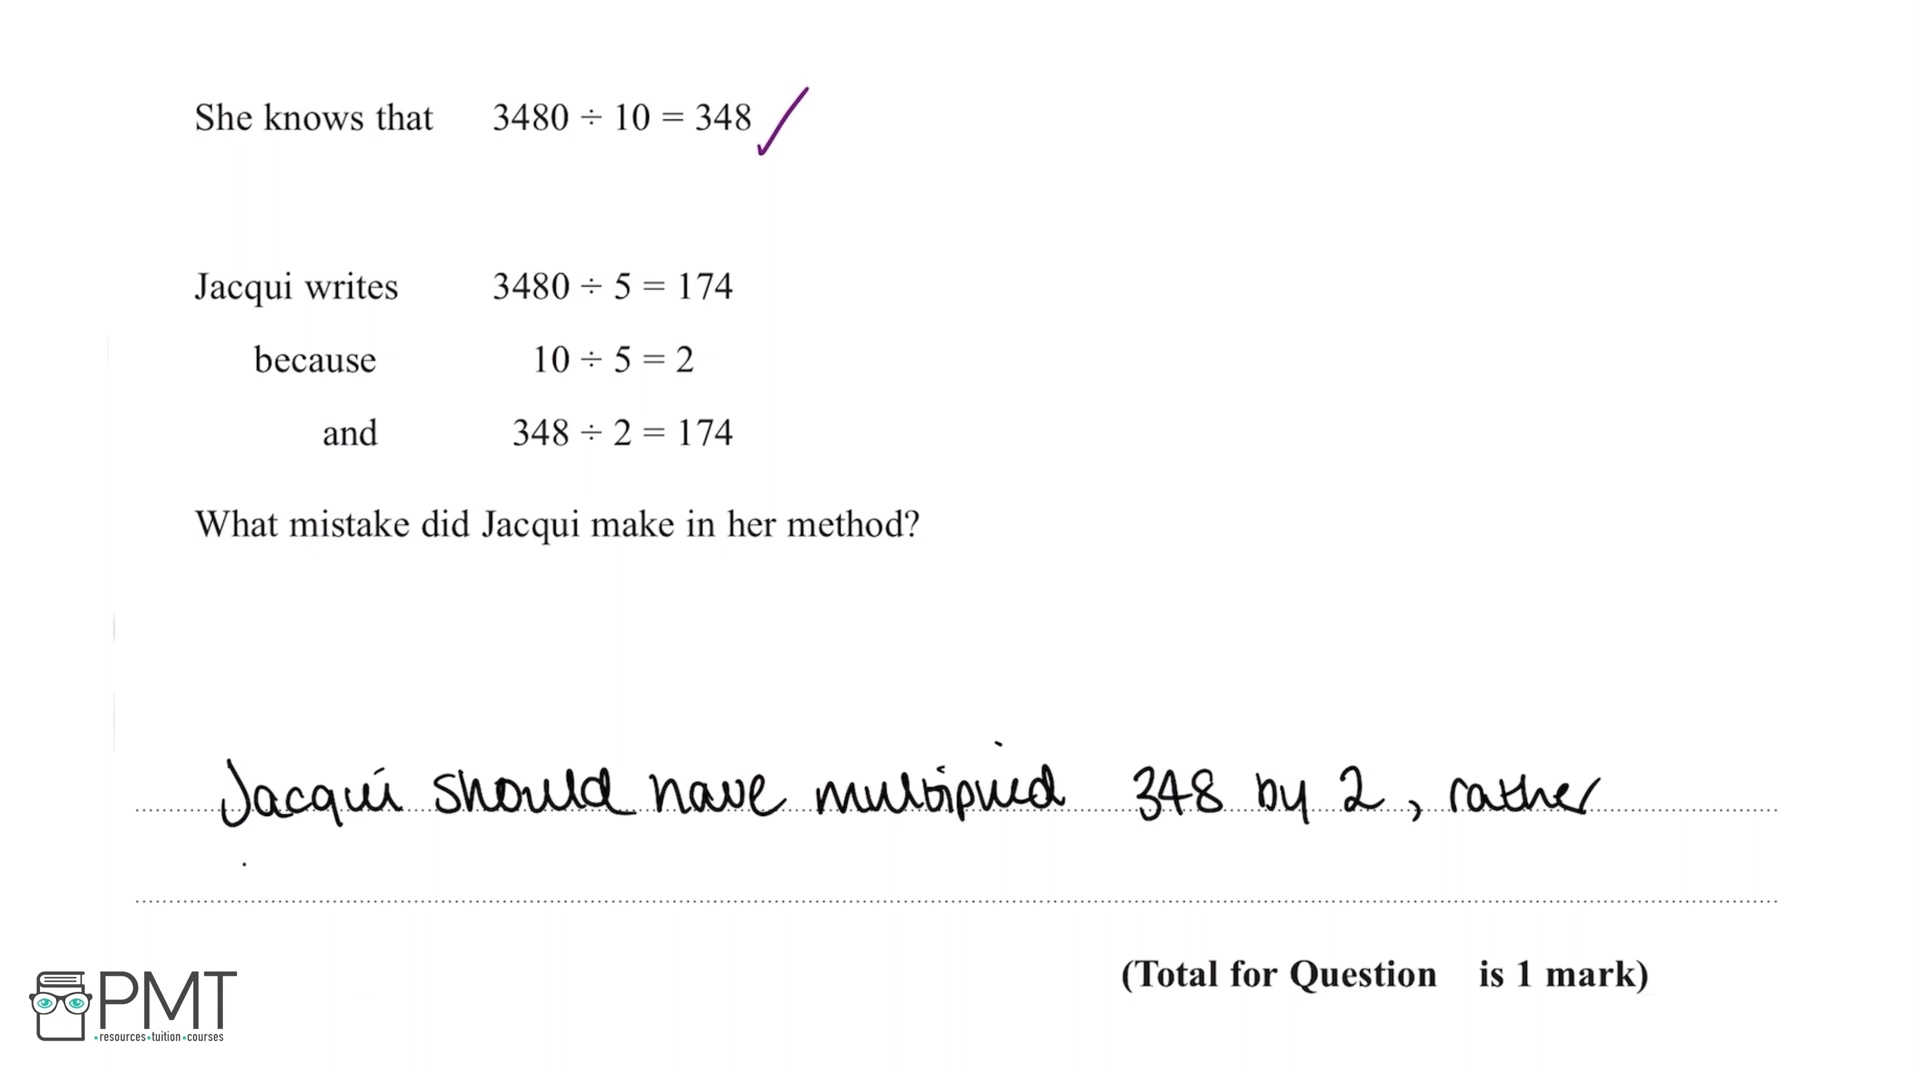 She knows that 3480 ÷ 10 = 348
Jacqui writes 3480 ÷ 5 = 174
because 10 ÷ 5 = 2
and 348 ÷ 2 = 174
What mistake did Jacqui make in her method?
Jacqui should have multiplied 348 by 2, rather
(Total for Question is 1 mark)
PMT
•resources•tuition•courses